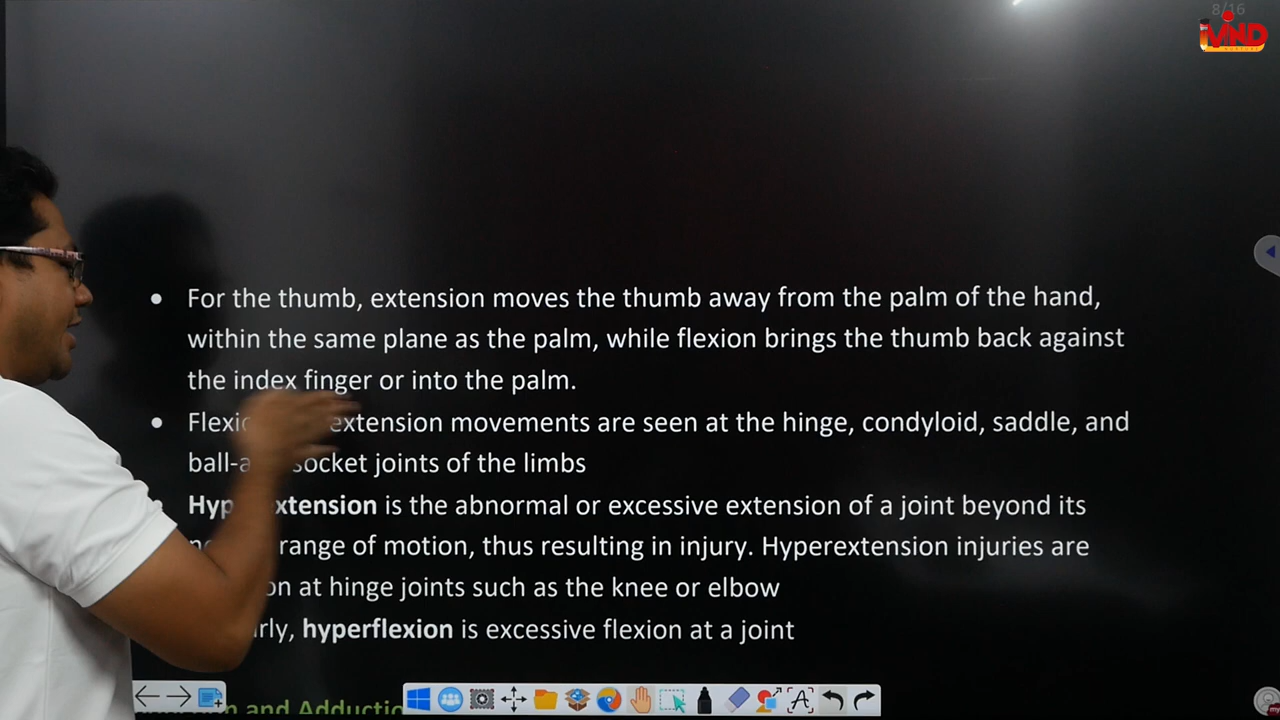 8/16
MIND
• For the thumb, extension moves the thumb away from the palm of the hand,
within the same plane as the palm, while flexion brings the thumb back against
the index finger or into the palm.
• extension movements are seen at the hinge, condyloid, saddle, and
socket joints of the limbs
is the abnormal or excessive extension of a joint beyond its
range of motion, thus resulting in injury. Hyperextension injuries are
at hinge joints such as the knee or elbow
hyperflexion is excessive flexion at a joint
and